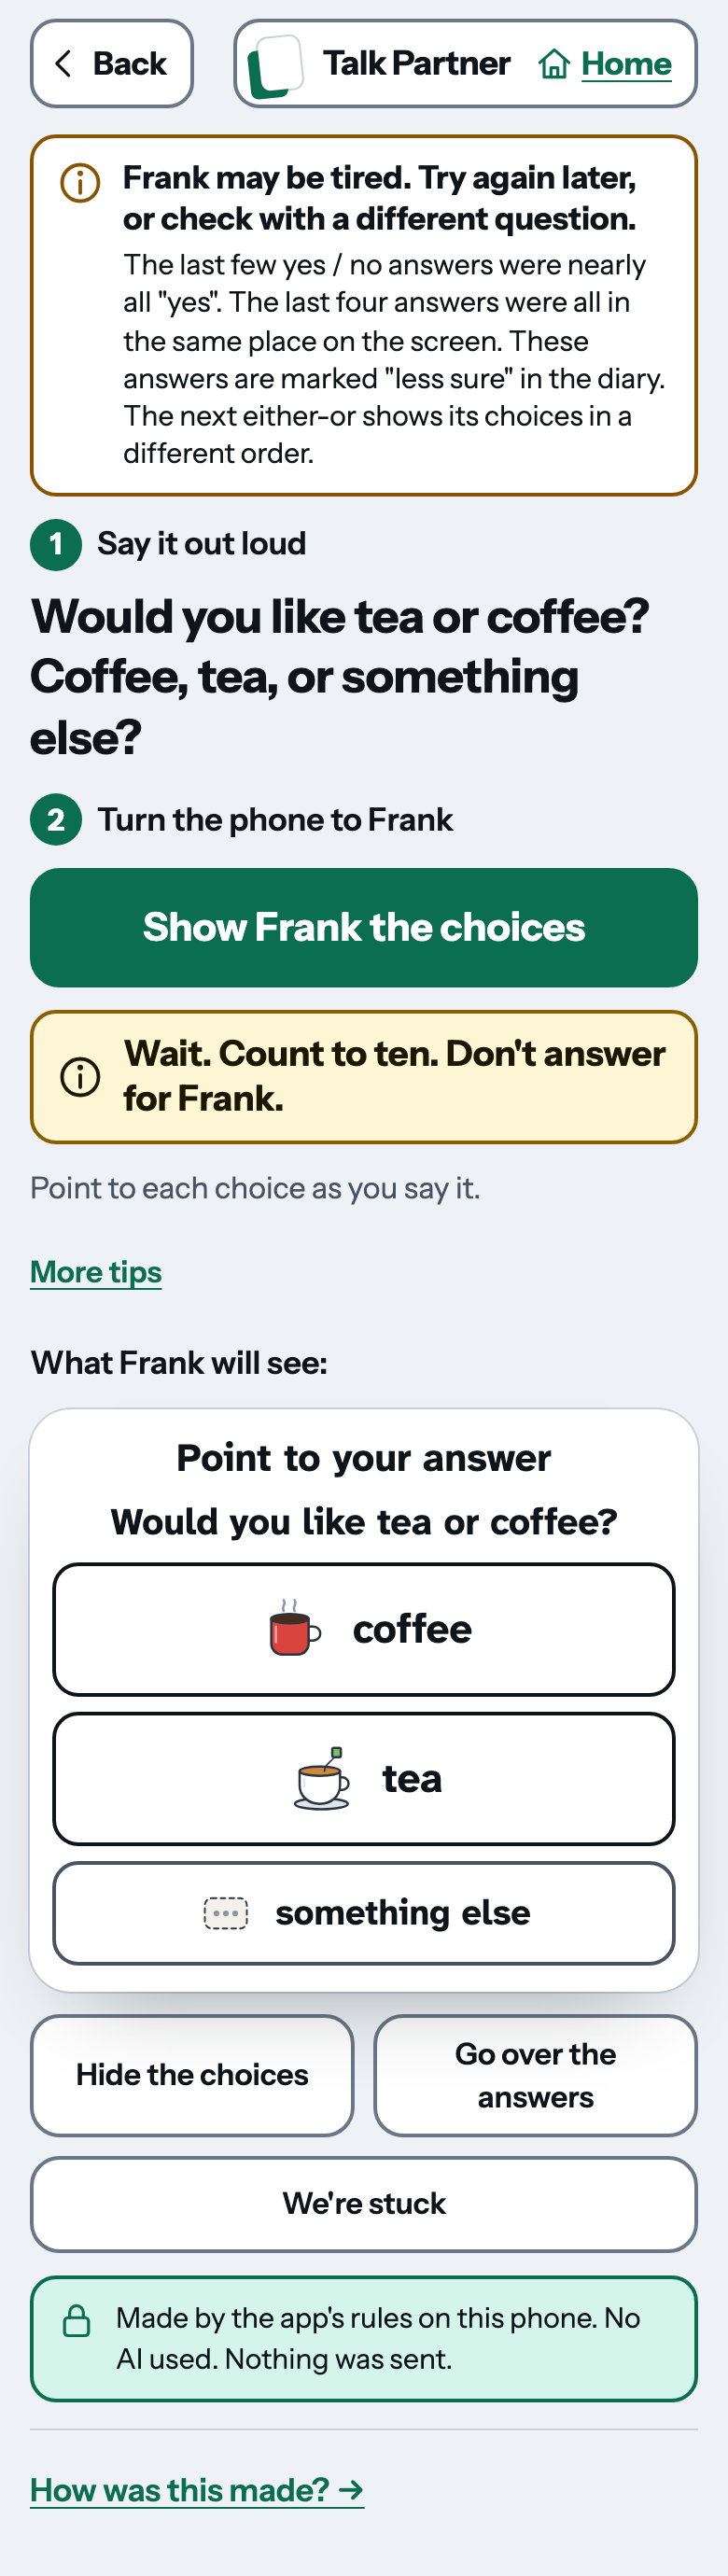 Back
Talk Partner
Home
Frank may be tired. Try again later,
or check with a different question.
The last few yes / no answers were nearly
all "yes". The last four answers were all in
the same place on the screen. These
answers are marked "less sure" in the diary.
The next either-or shows its choices in a
different order.
1 Say it out loud
Would you like tea or coffee?
Coffee, tea, or something
else?
2 Turn the phone to Frank
Show Frank the choices
Wait. Count to ten. Don't answer
for Frank.
Point to each choice as you say it.
More tips
What Frank will see:
Point to your answer
Would you like tea or coffee?
coffee
tea
something else
Hide the choices
Go over the
answers
We're stuck
Made by the app's rules on this phone. No
AI used. Nothing was sent.
How was this made? →